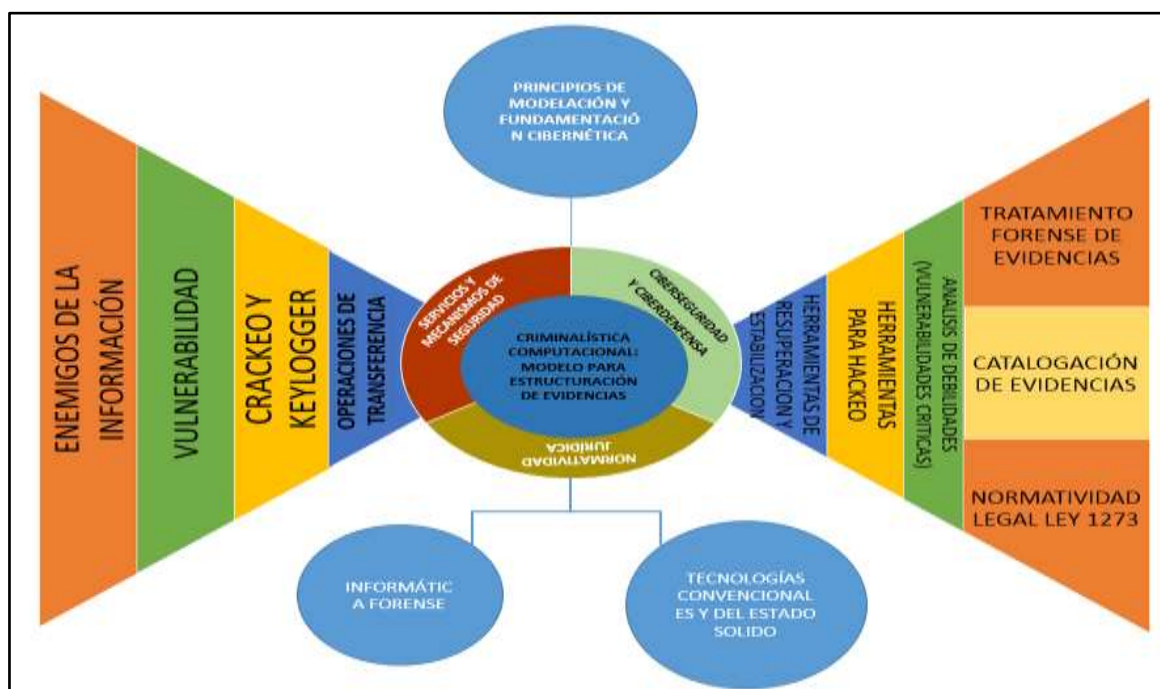 PRINCIPIOS DE
MODELACIÓN Y
FUNDAMENTACIÓ
N CIBERNÉTICA
ENEMIGOS DE LA
INFORMACIÓN
VULNERABILIDAD
CRACKEO Y
KEYLOGGER
OPERACIONES DE
TRANSFERENCIA
SERVICIOS Y
MECANISMOS DE
SEGURIDAD
CIBERSEGURIDAD
Y CIBERDENFENSA
CRIMINALÍSTICA
COMPUTACIONAL:
MODELO PARA
ESTRUCTURACIÓN
DE EVIDENCIAS
NORMATIVIDAD
JURÍDICA
HERRAMIENTAS DE
RESUPERACION Y
ESTABILIZACION
HERRAMIENTAS
PARA HACKEO
ANALISIS DE DEBILIDADES
(VULNERABILIDADES CRITICAS)
TRATAMIENTO
FORENSE DE
EVIDENCIAS
CATALOGACIÓN
DE EVIDENCIAS
NORMATIVIDAD
LEGAL LEY 1273
INFORMÁTIC
A FORENSE
TECNOLOGÍAS
CONVENCIONAL
ES Y DEL ESTADO
SOLIDO